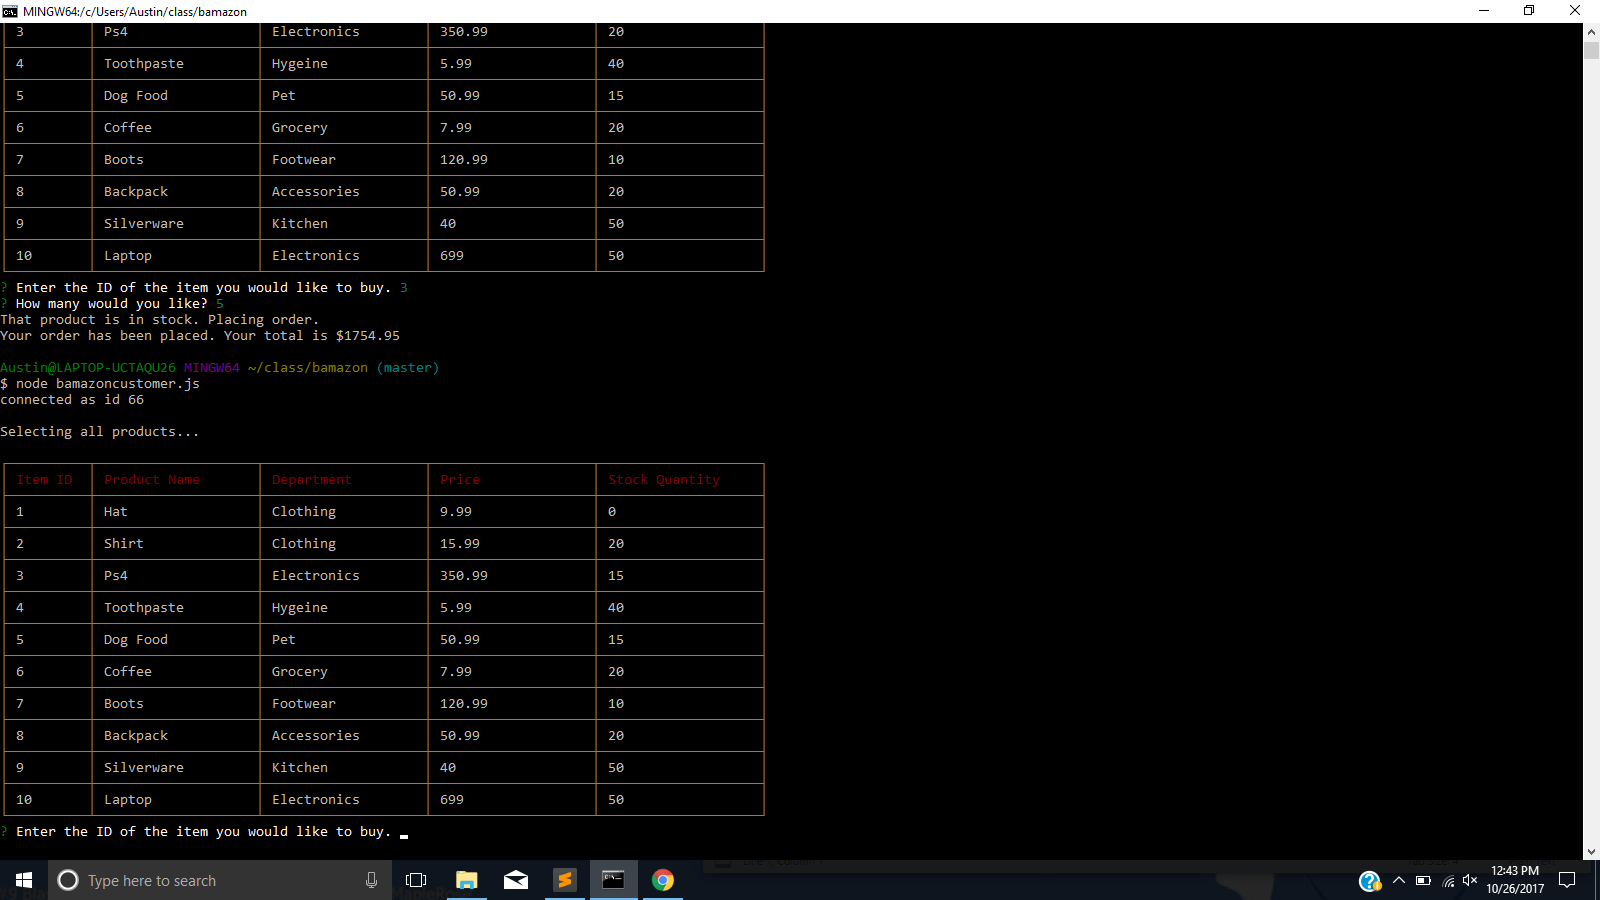 MINGW64:/c/Users/Austin/class/bamazon
3 Ps4 Electronics 350.99 20
4 Toothpaste Hygeine 5.99 40
5 Dog Food Pet 50.99 15
6 Coffee Grocery 7.99 20
7 Boots Footwear 120.99 10
8 Backpack Accessories 50.99 20
9 Silverware Kitchen 40 50
10 Laptop Electronics 699 50
? Enter the ID of the item you would like to buy. 3
? How many would you like? 5
That product is in stock. Placing order.
Your order has been placed. Your total is $1754.95
Austin@LAPTOP-UCTAQU26 MINGW64 ~/class/bamazon (master)
$ node bamazoncustomer.js
connected as id 66
Selecting all products...
Item ID Product Name Department Price Stock Quantity
1 Hat Clothing 9.99 0
2 Shirt Clothing 15.99 20
3 Ps4 Electronics 350.99 15
4 Toothpaste Hygeine 5.99 40
5 Dog Food Pet 50.99 15
6 Coffee Grocery 7.99 20
7 Boots Footwear 120.99 10
8 Backpack Accessories 50.99 20
9 Silverware Kitchen 40 50
10 Laptop Electronics 699 50
? Enter the ID of the item you would like to buy.
Type here to search
12:43 PM
10/26/2017